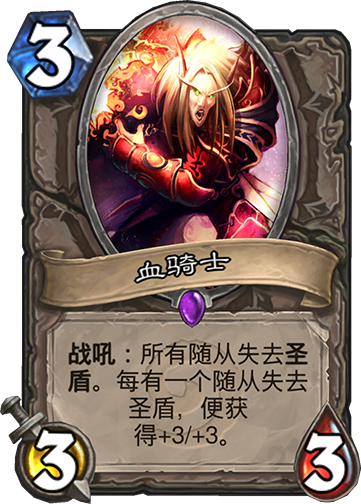 3
血骑士
战吼：所有随从失去圣
盾。每有一个随从失去
圣盾，便获
得+3/+3。
3
3